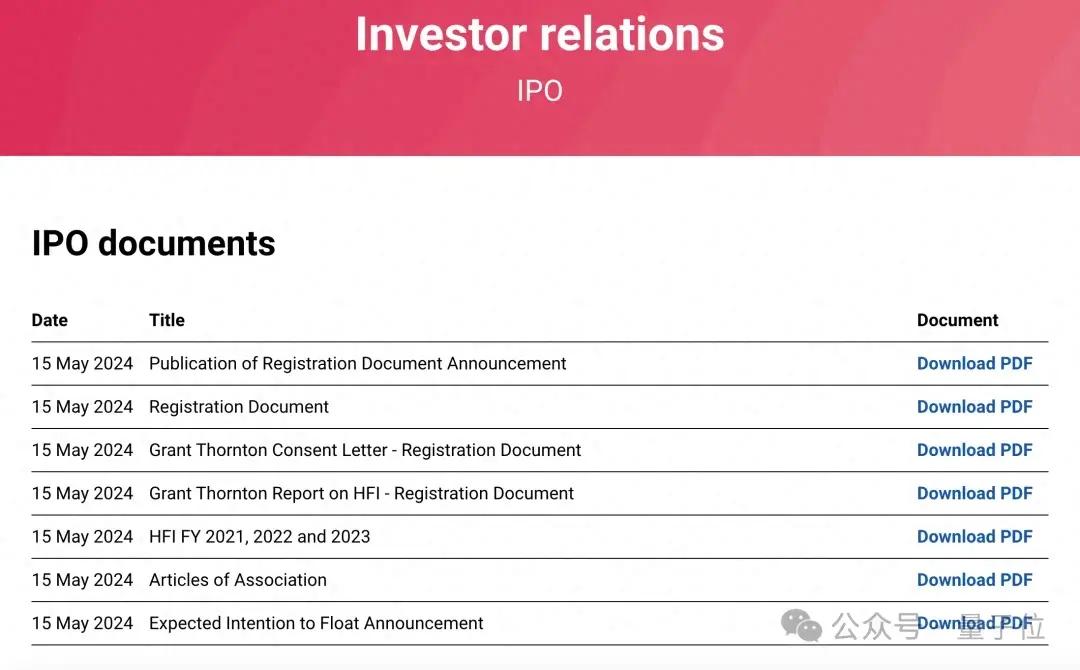 Investor relations
IPO
IPO documents
Date Title Document
15 May 2024 Publication of Registration Document Announcement Download PDF
15 May 2024 Registration Document Download PDF
15 May 2024 Grant Thornton Consent Letter - Registration Document Download PDF
15 May 2024 Grant Thornton Report on HFI - Registration Document Download PDF
15 May 2024 HFI FY 2021, 2022 and 2023 Download PDF
15 May 2024 Articles of Association Download PDF
15 May 2024 Expected Intention to Float Announcement Download PDF
公众号 量子位